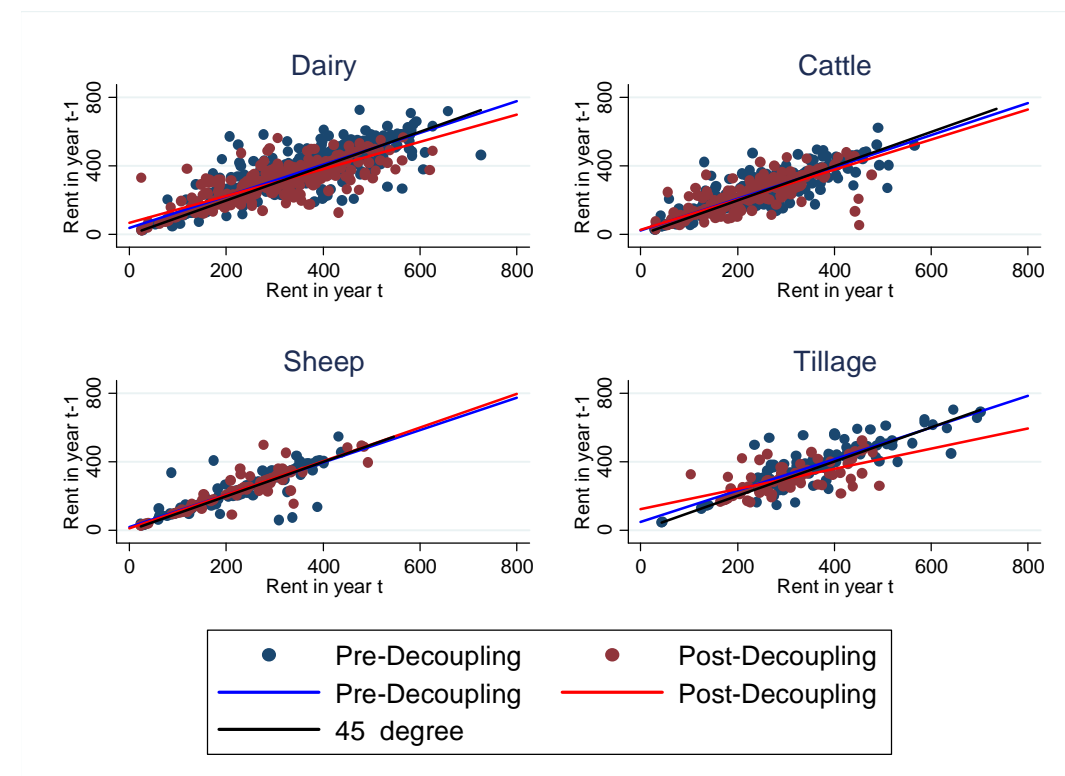 Dairy
Rent in year t-1
800
400
0
0 200 400 600 800
Rent in year t
Cattle
Rent in year t-1
800
400
0
0 200 400 600 800
Rent in year t
Sheep
Rent in year t-1
800
400
0
0 200 400 600 800
Rent in year t
Tillage
Rent in year t-1
800
400
0
0 200 400 600 800
Rent in year t
Pre-Decoupling Post-Decoupling
Pre-Decoupling Post-Decoupling
45 degree